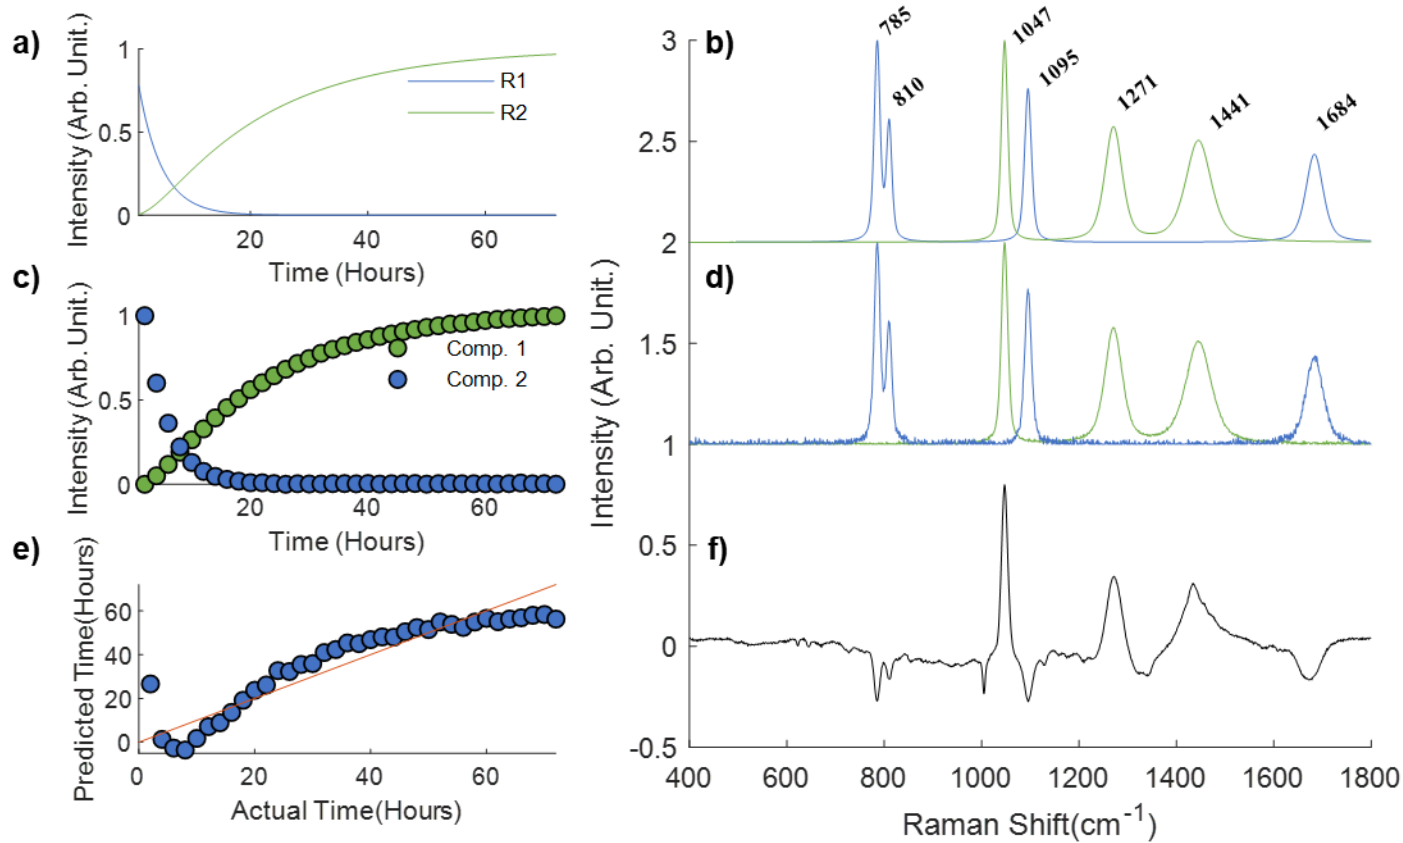 a)
Intensity (Arb. Unit.)
1
0.5
0
20
40
60
Time (Hours)
R1
R2
b)
785
810
1047
1095
1271
1441
1684
3
2.5
2
c)
Intensity (Arb. Unit.)
1
0.5
0
20
40
60
Time (Hours)
Comp. 1
Comp. 2
d)
1.5
1
Intensity (Arb. Unit.)
e)
Predicted Time(Hours)
60
40
20
0
0
20
40
60
Actual Time(Hours)
f)
0.5
0
-0.5
400
600
800
1000
1200
1400
1600
1800
Raman Shift(cm⁻¹)